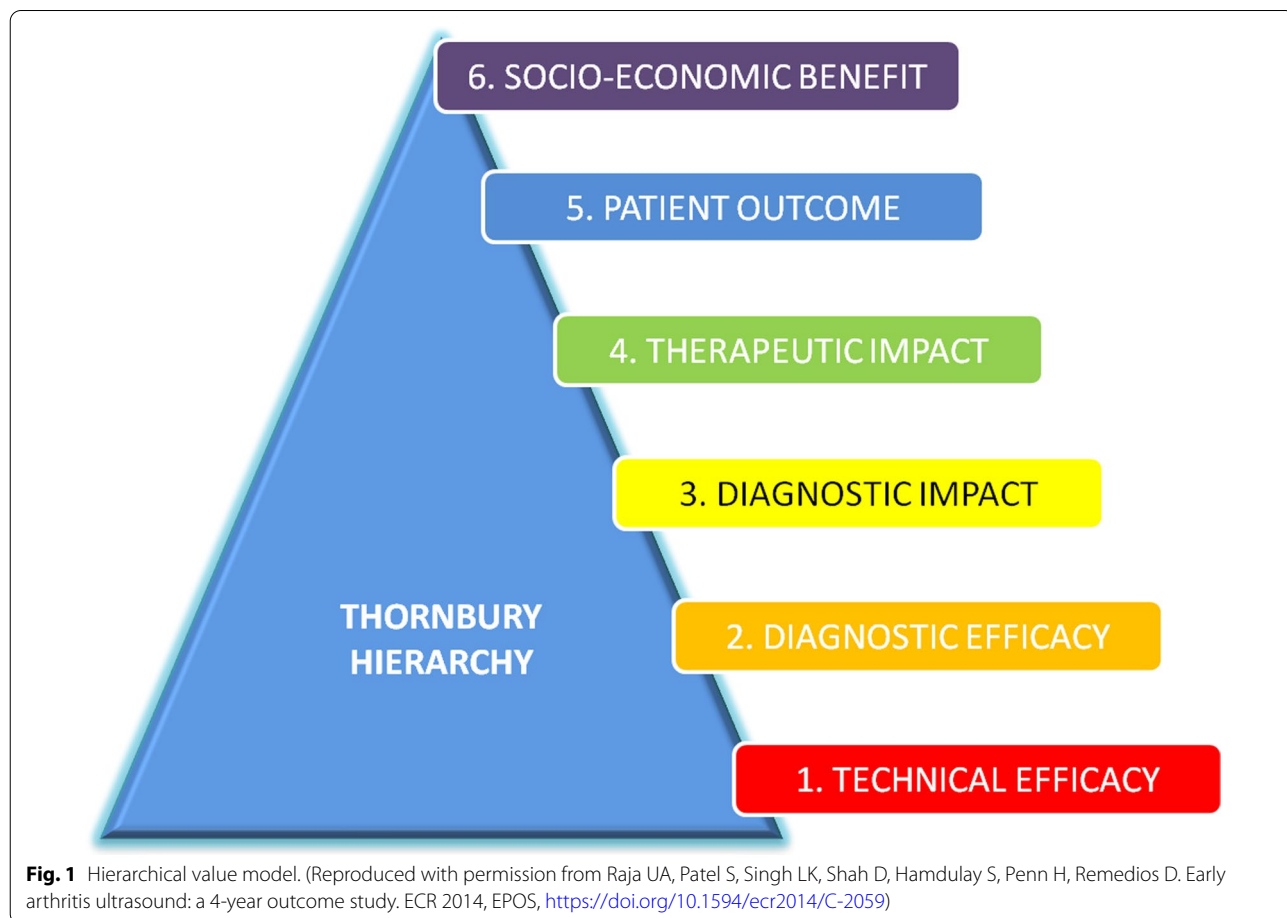 6. SOCIO-ECONOMIC BENEFIT
5. PATIENT OUTCOME
4. THERAPEUTIC IMPACT
3. DIAGNOSTIC IMPACT
THORNBURY
HIERARCHY
2. DIAGNOSTIC EFFICACY
1. TECHNICAL EFFICACY
Fig. 1 Hierarchical value model. (Reproduced with permission from Raja UA, Patel S, Singh LK, Shah D, Hamdulay S, Penn H, Remedios D. Early
arthritis ultrasound: a 4-year outcome study. ECR 2014, EPOS, https://doi.org/10.1594/ecr2014/C-2059)